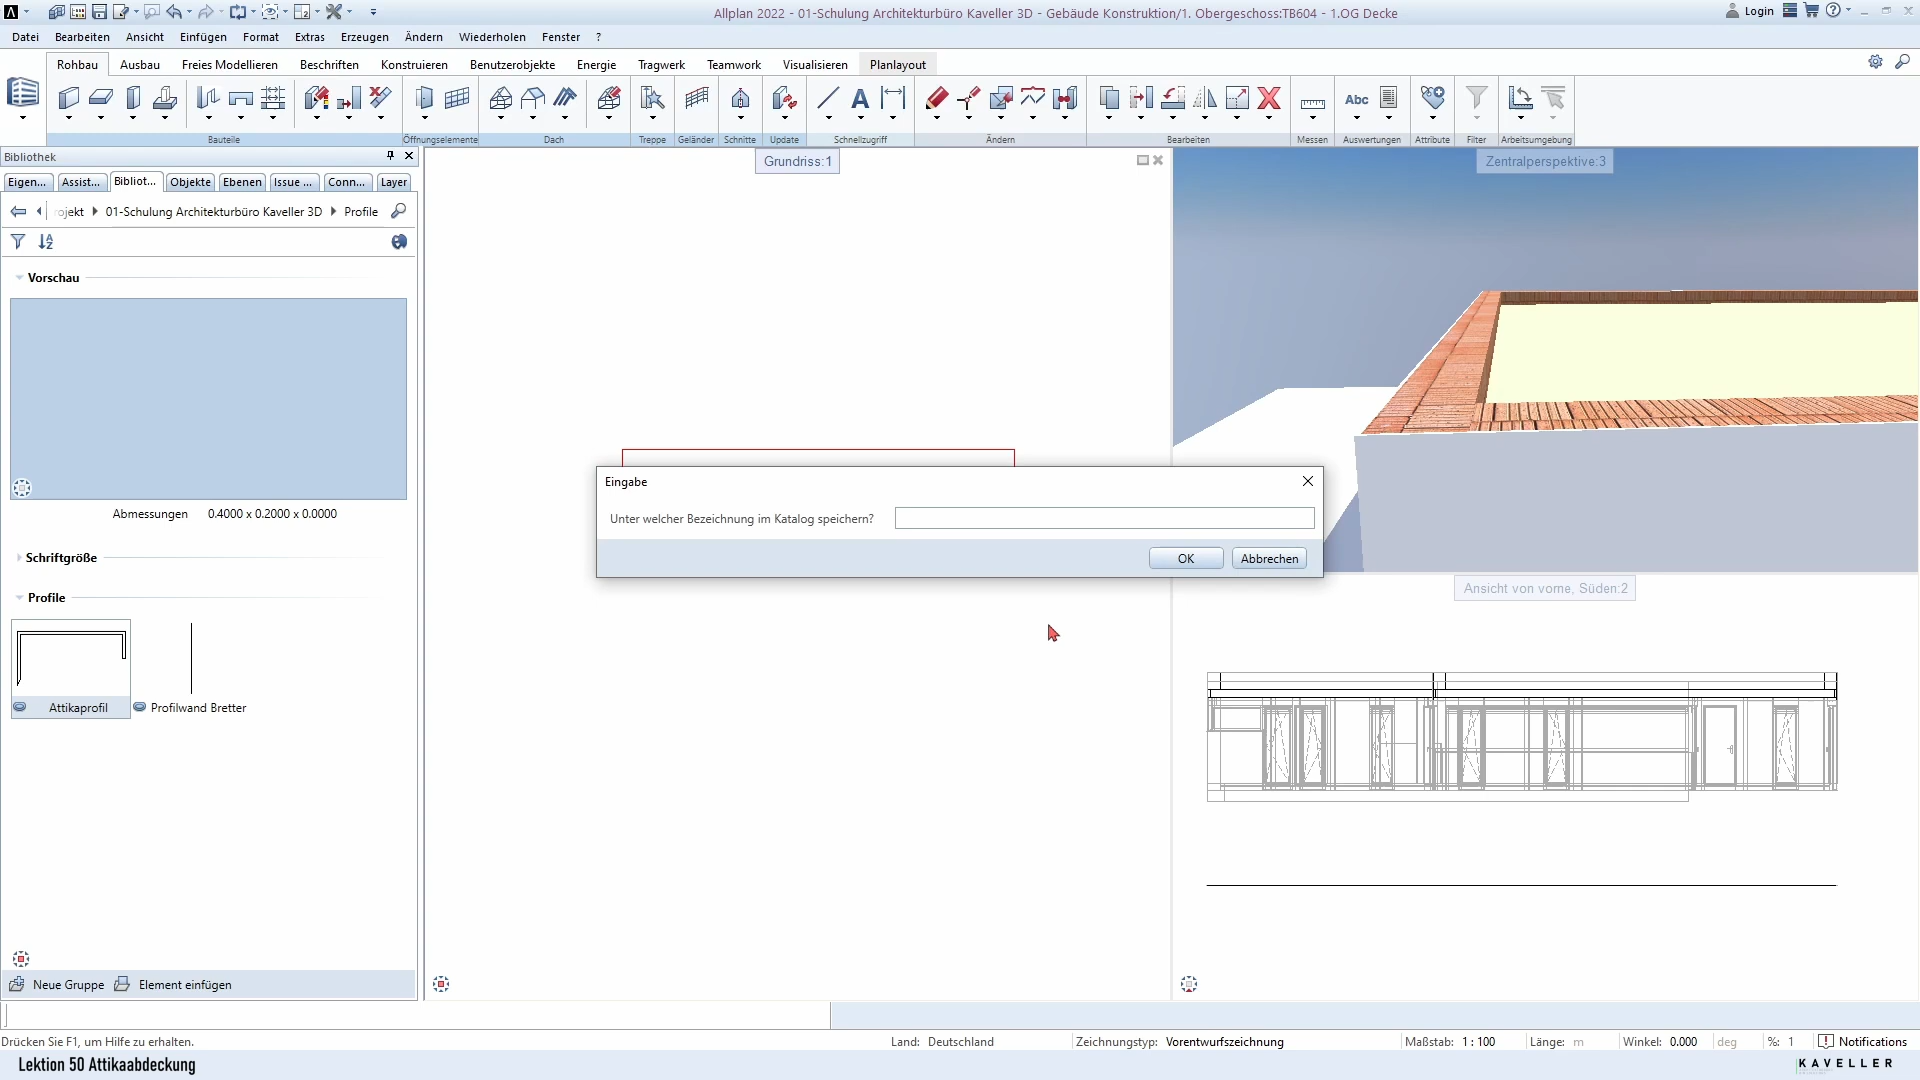 Allplan 2022 - 01-Schulung Architekturbüro Kaveller 3D - Gebäude Konstruktion/1. Obergeschoss:TB604 - 1.OG Decke
Login
Datei Bearbeiten Ansicht Einfügen Format Extras Erzeugen Ändern Wiederholen Fenster ?
Rohbau Ausbau Freies Modellieren Beschriften Konstruieren Benutzerobjekte Energie Tragwerk Teamwork Visualisieren Planlayout
Abc
Bauteile Öffnungselemente Dach Treppe Geländer Schnitte Update Schnellzugriff Ändern Bearbeiten Messen Auswertungen Attribute Filter Arbeitsumgebung
Bibliothek
Grundriss:1
Zentralperspektive:3
Eigen... Assist... Bibliot... Objekte Ebenen Issue ... Conn... Layer
ojekt 01-Schulung Architekturbüro Kaveller 3D Profile
Vorschau
Abmessungen 0.4000 x 0.2000 x 0.0000
Schriftgröße
Profile
Attikaprofil Profilwand Bretter
Eingabe
Unter welcher Bezeichnung im Katalog speichern?
OK Abbrechen
Ansicht von vorne, Süden:2
Neue Gruppe Element einfügen
Drücken Sie F1, um Hilfe zu erhalten.
Land: Deutschland Zeichnungstyp: Vorentwurfszeichnung Maßstab: 1 : 100 Länge: m Winkel: 0.000 deg %: 1 Notifications
Lektion 50 Attikaabdeckung
KAVELLER